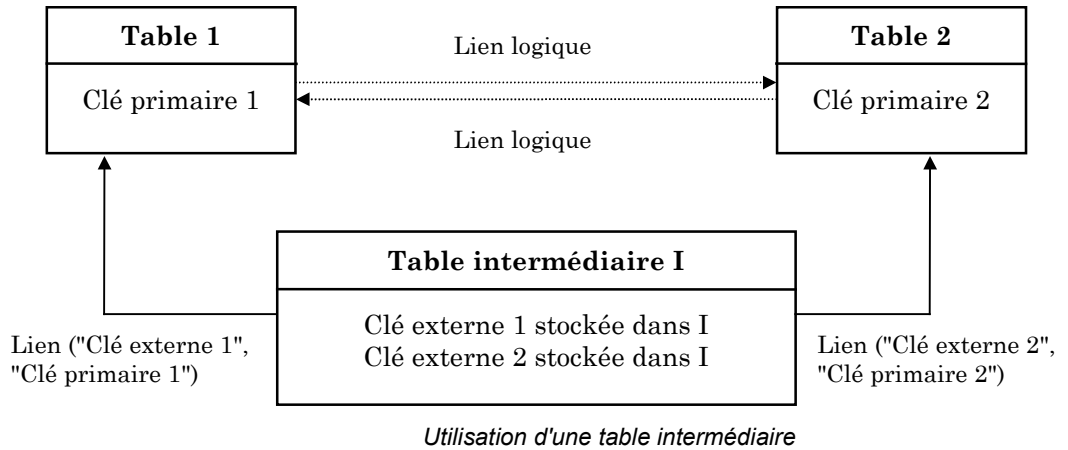 Table 1
Lien logique
Table 2
Clé primaire 1
Clé primaire 2
Lien logique
Table intermédiaire I
Clé externe 1 stockée dans I
Clé externe 2 stockée dans I
Lien ("Clé externe 1",
"Clé primaire 1")
Lien ("Clé externe 2",
"Clé primaire 2")
Utilisation d'une table intermédiaire